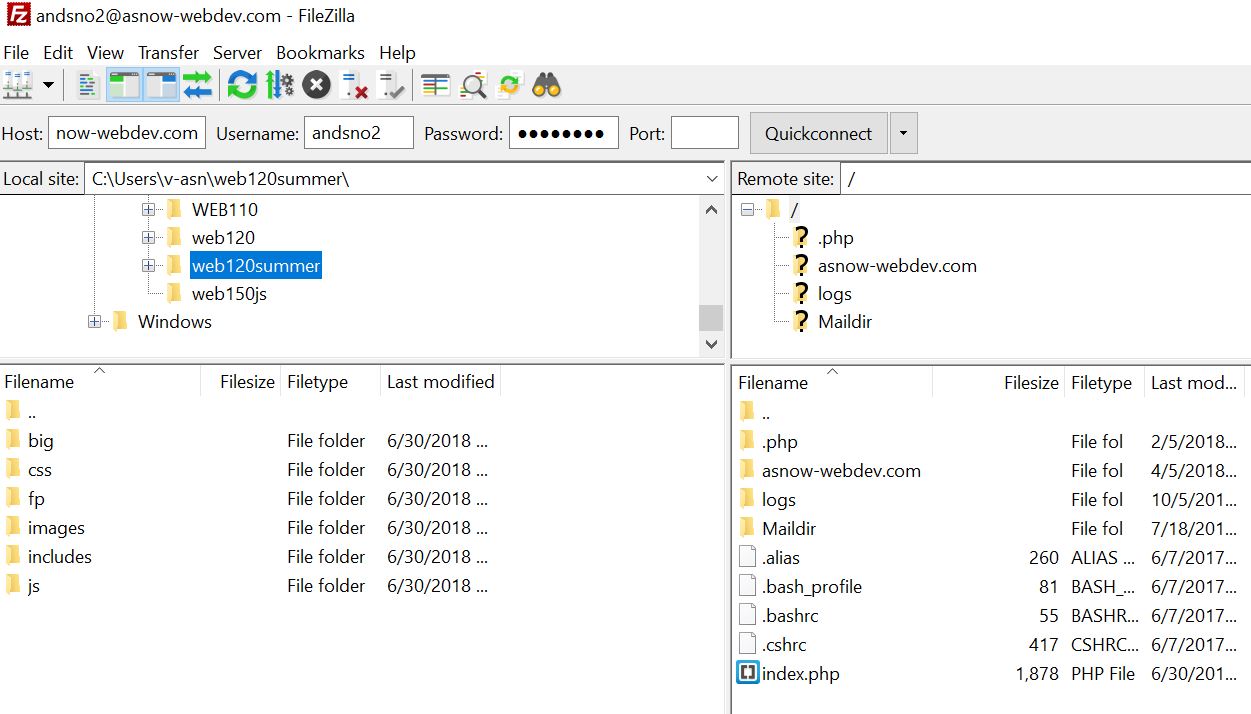 andsno2@asnow-webdev.com - FileZilla
File Edit View Transfer Server Bookmarks Help
Host: now-webdev.com Username: andsno2 Password: ●●●●●●●● Port: Quickconnect
Local site: C:\Users\v-asn\web120summer\
WEB110
web120
web120summer
web150js
Windows
Remote site: /
/
.php
asnow-webdev.com
logs
Maildir
Filename Filesize Filetype Last modified
..
big File folder 6/30/2018 ...
css File folder 6/30/2018 ...
fp File folder 6/30/2018 ...
images File folder 6/30/2018 ...
includes File folder 6/30/2018 ...
js File folder 6/30/2018 ...
Filename Filesize Filetype Last mod...
..
.php File fol 2/5/2018...
asnow-webdev.com File fol 4/5/2018...
logs File fol 10/5/201...
Maildir File fol 7/18/201...
.alias 260 ALIAS ... 6/7/2017...
.bash_profile 81 BASH_... 6/7/2017...
.bashrc 55 BASHR... 6/7/2017...
.cshrc 417 CSHRC... 6/7/2017...
index.php 1,878 PHP File 6/30/201...